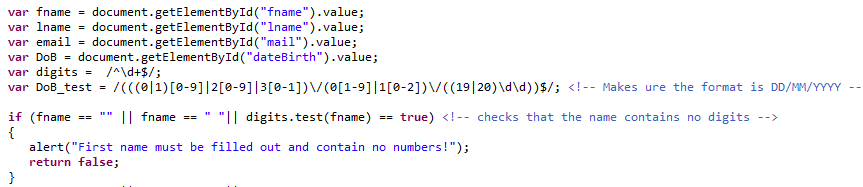 var fname = document.getElementById("fname").value;
var lname = document.getElementById("lname").value;
var email = document.getElementById("mail").value;
var DoB = document.getElementById("dateBirth").value;
var digits =  /^\d+$/;
var DoB_test = /(((0|1)[0-9]|2[0-9]|3[0-1])\/(0[1-9]|1[0-2])\/((19|20)\d\d))$/; <!-- Makes ure the format is DD/MM/YYYY --
if (fname == "" || fname == " "|| digits.test(fname) == true) <!-- checks that the name contains no digits -->
{
   alert("First name must be filled out and contain no numbers!");
   return false;
}